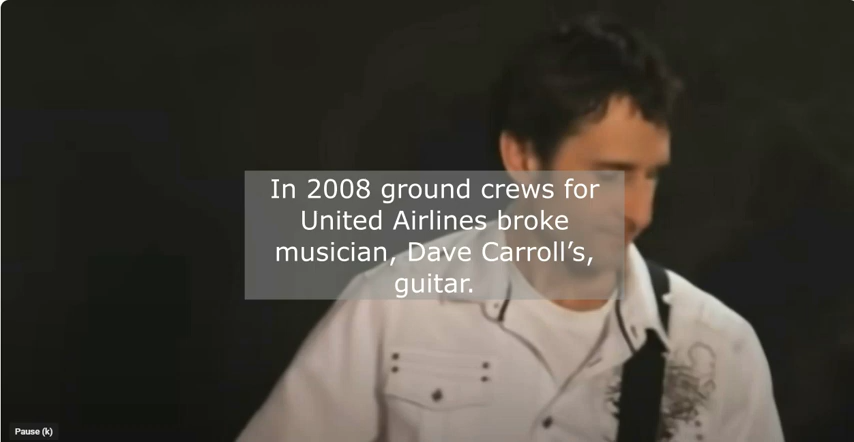 In 2008 ground crews for
United Airlines broke
musician, Dave Carroll’s,
guitar.
Pause (k)